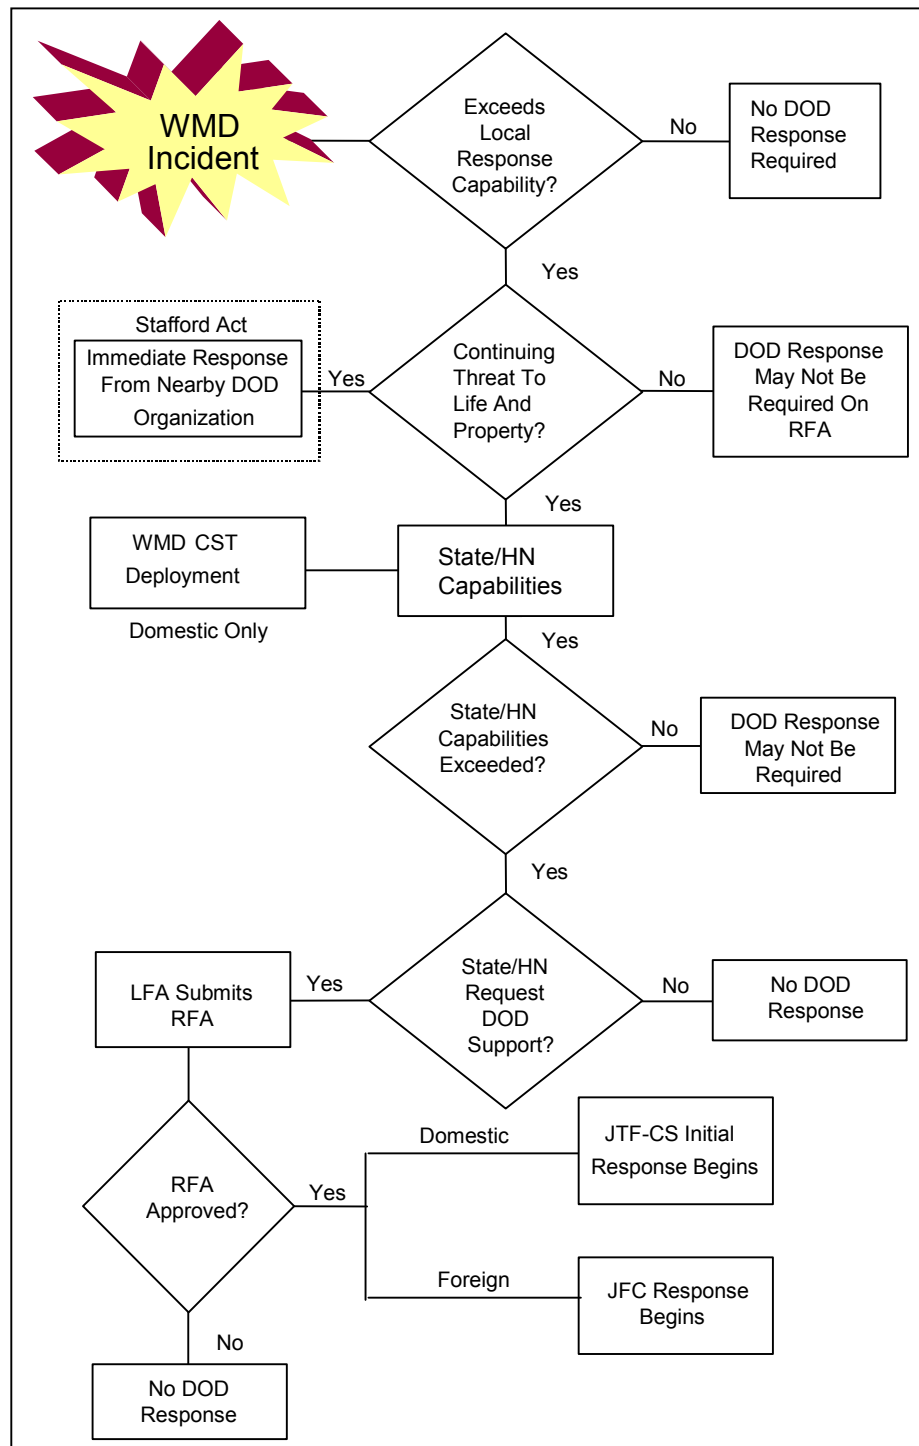 WMD
Incident
Exceeds
Local
Response
Capability?
No
No DOD
Response
Required
Yes
Stafford Act
Immediate Response
From Nearby DOD
Organization
Yes
Continuing
Threat To
Life And
Property?
No
DOD Response
May Not Be
Required On
RFA
Yes
WMD CST
Deployment
Domestic Only
State/HN
Capabilities
Yes
State/HN
Capabilities
Exceeded?
No
DOD Response
May Not Be
Required
Yes
LFA Submits
RFA
Yes
State/HN
Request
DOD
Support?
No
No DOD
Response
RFA
Approved?
Yes
Domestic
JTF-CS Initial
Response Begins
Foreign
JFC Response
Begins
No
No DOD
Response